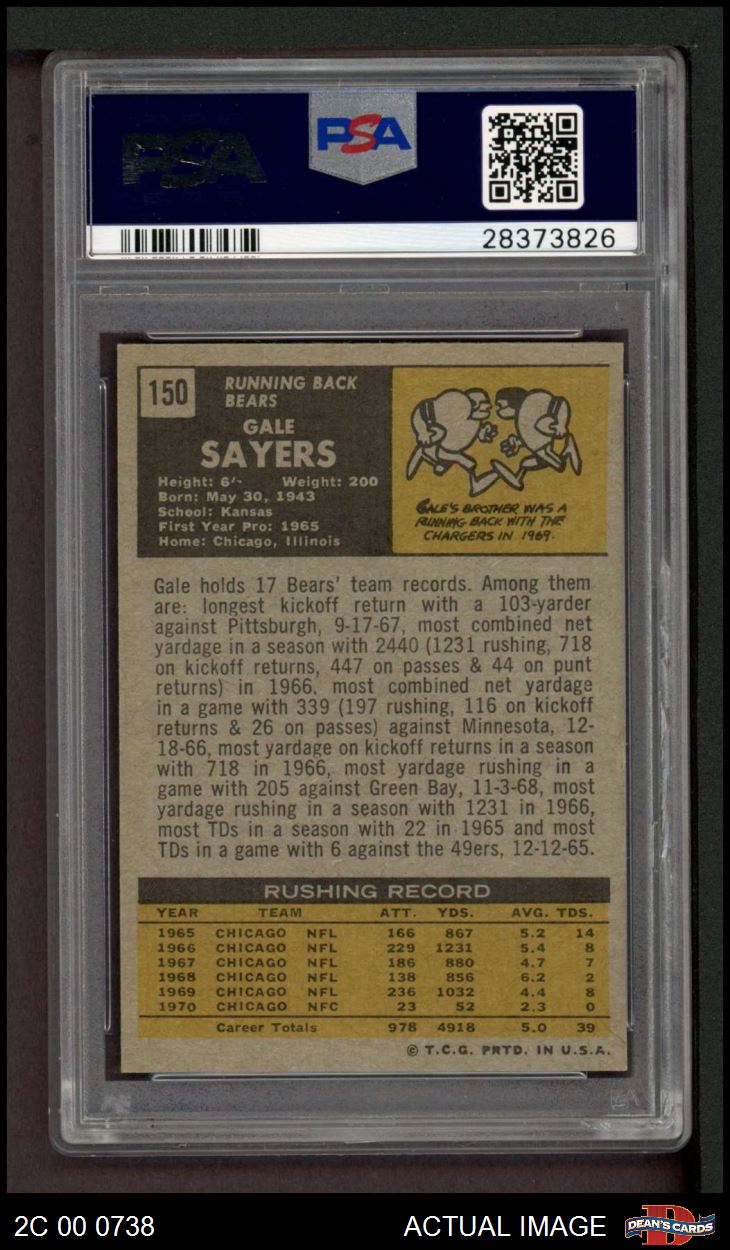 PSA
PSA
28373826
150
RUNNING BACK
BEARS
GALE
SAYERS
Height: 6'- Weight: 200
Born: May 30, 1943
School: Kansas
First Year Pro: 1965
Home: Chicago, Illinois
GALE'S BROTHER WAS A
RUNNING BACK WITH THE
CHARGERS IN 1969.
Gale holds 17 Bears' team records. Among them
are: longest kickoff return with a 103-yarder
against Pittsburgh, 9-17-67, most combined net
yardage in a season with 2440 (1231 rushing, 718
on kickoff returns, 447 on passes & 44 on punt
returns) in 1966, most combined net yardage
in a game with 339 (197 rushing, 116 on kickoff
returns & 26 on passes) against Minnesota, 12-
18-66, most yardage on kickoff returns in a season
with 718 in 1966, most yardage rushing in a
game with 205 against Green Bay, 11-3-68, most
yardage rushing in a season with 1231 in 1966,
most TDs in a season with 22 in 1965 and most
TDs in a game with 6 against the 49ers, 12-12-65.
RUSHING RECORD
YEAR TEAM ATT. YDS. AVG. TDS.
1965 CHICAGO NFL 166 867 5.2 14
1966 CHICAGO NFL 229 1231 5.4 8
1967 CHICAGO NFL 186 880 4.7 7
1968 CHICAGO NFL 138 856 6.2 2
1969 CHICAGO NFL 236 1032 4.4 8
1970 CHICAGO NFC 23 52 2.3 0
Career Totals 978 4918 5.0 39
© T.C.G. PRTD. IN U.S.A.
2C 00 0738 ACTUAL IMAGE
DEAN'S CARDS